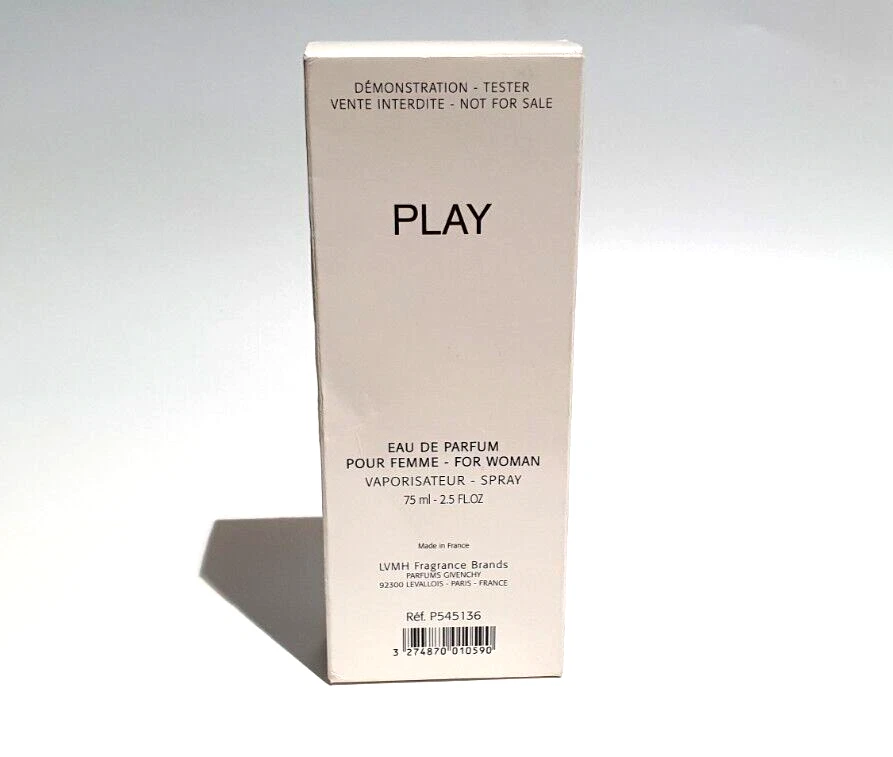 DÉMONSTRATION - TESTER
VENTE INTERDITE - NOT FOR SALE
PLAY
EAU DE PARFUM
POUR FEMME - FOR WOMAN
VAPORISATEUR - SPRAY
75 ml - 2.5 FL.OZ
Made in France
LVMH Fragrance Brands
PARFUMS GIVENCHY
92300 LEVALLOIS - PARIS - FRANCE
Réf. P545136
3 274870 010590